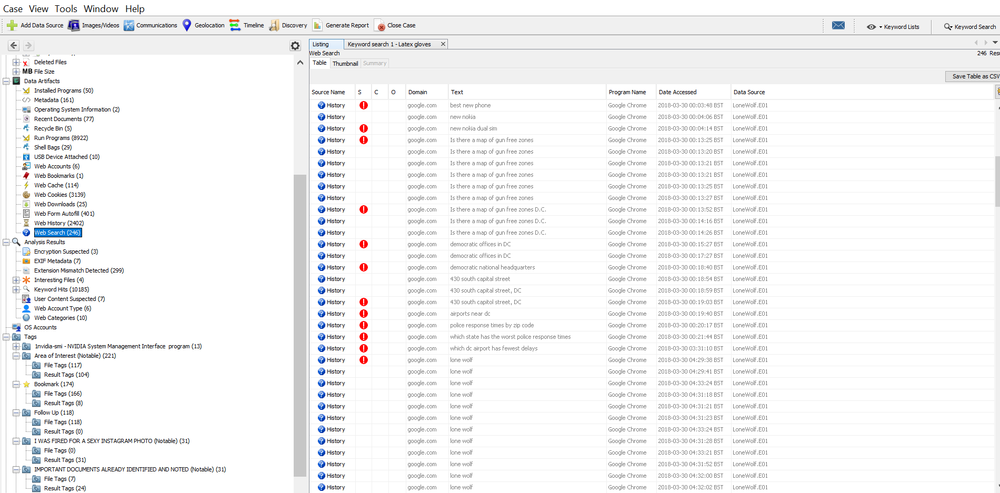 Case View Tools Window Help
Add Data Source Images/Videos Communications Geolocation Timeline Discovery Generate Report Close Case Keyword Lists Keyword Search
Deleted Files
MB File Size
Data Artifacts
Installed Programs (50)
Metadata (161)
Operating System Information (2)
Recent Documents (77)
Recycle Bin (5)
Run Programs (8922)
Shell Bags (29)
USB Device Attached (10)
Web Accounts (6)
Web Bookmarks (1)
Web Cache (114)
Web Cookies (3139)
Web Downloads (25)
Web Form Autofill (401)
Web History (2402)
Web Search (246)
Analysis Results
Encryption Suspected (3)
EXIF Metadata (7)
Extension Mismatch Detected (299)
Interesting Files (4)
Keyword Hits (10185)
User Content Suspected (7)
Web Account Type (6)
Web Categories (10)
OS Accounts
Tags
1nvidia-smi - NVIDIA System Management Interface program (13)
Area of Interest (Notable) (221)
File Tags (117)
Result Tags (104)
Bookmark (174)
File Tags (166)
Result Tags (8)
Follow Up (118)
File Tags (118)
Result Tags (0)
I WAS FIRED FOR A SEXY INSTAGRAM PHOTO (Notable) (31)
File Tags (0)
Result Tags (31)
IMPORTANT DOCUMENTS ALREADY IDENTIFIED AND NOTED (Notable) (31)
File Tags (7)
Result Tags (24)
Listing Keyword search 1 - Latex gloves
Web Search 246 Resu
Table Thumbnail Summary
Save Table as CSV
Source Name S C O Domain Text Program Name Date Accessed Data Source
History google.com best new phone Google Chrome 2018-03-30 00:03:48 BST LoneWolf.E01
History google.com new nokia Google Chrome 2018-03-30 00:04:06 BST LoneWolf.E01
History google.com new nokia dual sim Google Chrome 2018-03-30 00:04:14 BST LoneWolf.E01
History google.com Is there a map of gun free zones Google Chrome 2018-03-30 00:13:25 BST LoneWolf.E01
History google.com Is there a map of gun free zones Google Chrome 2018-03-30 00:13:20 BST LoneWolf.E01
History google.com Is there a map of gun free zones Google Chrome 2018-03-30 00:13:21 BST LoneWolf.E01
History google.com Is there a map of gun free zones Google Chrome 2018-03-30 00:13:21 BST LoneWolf.E01
History google.com Is there a map of gun free zones Google Chrome 2018-03-30 00:13:25 BST LoneWolf.E01
History google.com Is there a map of gun free zones Google Chrome 2018-03-30 00:13:27 BST LoneWolf.E01
History google.com Is there a map of gun free zones D.C. Google Chrome 2018-03-30 00:13:52 BST LoneWolf.E01
History google.com Is there a map of gun free zones D.C. Google Chrome 2018-03-30 00:14:16 BST LoneWolf.E01
History google.com Is there a map of gun free zones D.C. Google Chrome 2018-03-30 00:14:26 BST LoneWolf.E01
History google.com democratic offices in DC Google Chrome 2018-03-30 00:15:27 BST LoneWolf.E01
History google.com democratic offices in DC Google Chrome 2018-03-30 00:17:27 BST LoneWolf.E01
History google.com democratic national headquarters Google Chrome 2018-03-30 00:18:40 BST LoneWolf.E01
History google.com 430 south capital street Google Chrome 2018-03-30 00:18:54 BST LoneWolf.E01
History google.com 430 south capital street, DC Google Chrome 2018-03-30 00:18:59 BST LoneWolf.E01
History google.com 430 south capitol street, DC Google Chrome 2018-03-30 00:19:03 BST LoneWolf.E01
History google.com airports near dc Google Chrome 2018-03-30 00:19:40 BST LoneWolf.E01
History google.com police response times by zip code Google Chrome 2018-03-30 00:20:17 BST LoneWolf.E01
History google.com which state has the worst police response times Google Chrome 2018-03-30 00:21:44 BST LoneWolf.E01
History google.com which dc airport has fewest delays Google Chrome 2018-03-30 03:31:10 BST LoneWolf.E01
History google.com lone wolf Google Chrome 2018-03-30 04:29:38 BST LoneWolf.E01
History google.com lone wolf Google Chrome 2018-03-30 04:29:41 BST LoneWolf.E01
History google.com lone wolf Google Chrome 2018-03-30 04:33:24 BST LoneWolf.E01
History google.com lone wolf Google Chrome 2018-03-30 04:31:18 BST LoneWolf.E01
History google.com lone wolf Google Chrome 2018-03-30 04:31:21 BST LoneWolf.E01
History google.com lone wolf Google Chrome 2018-03-30 04:31:23 BST LoneWolf.E01
History google.com lone wolf Google Chrome 2018-03-30 04:33:24 BST LoneWolf.E01
History google.com lone wolf Google Chrome 2018-03-30 04:31:28 BST LoneWolf.E01
History google.com lone wolf Google Chrome 2018-03-30 04:33:21 BST LoneWolf.E01
History google.com lone wolf Google Chrome 2018-03-30 04:31:52 BST LoneWolf.E01
History google.com lone wolf Google Chrome 2018-03-30 04:32:00 BST LoneWolf.E01
History google.com lone wolf Google Chrome 2018-03-30 04:32:02 BST LoneWolf.E01